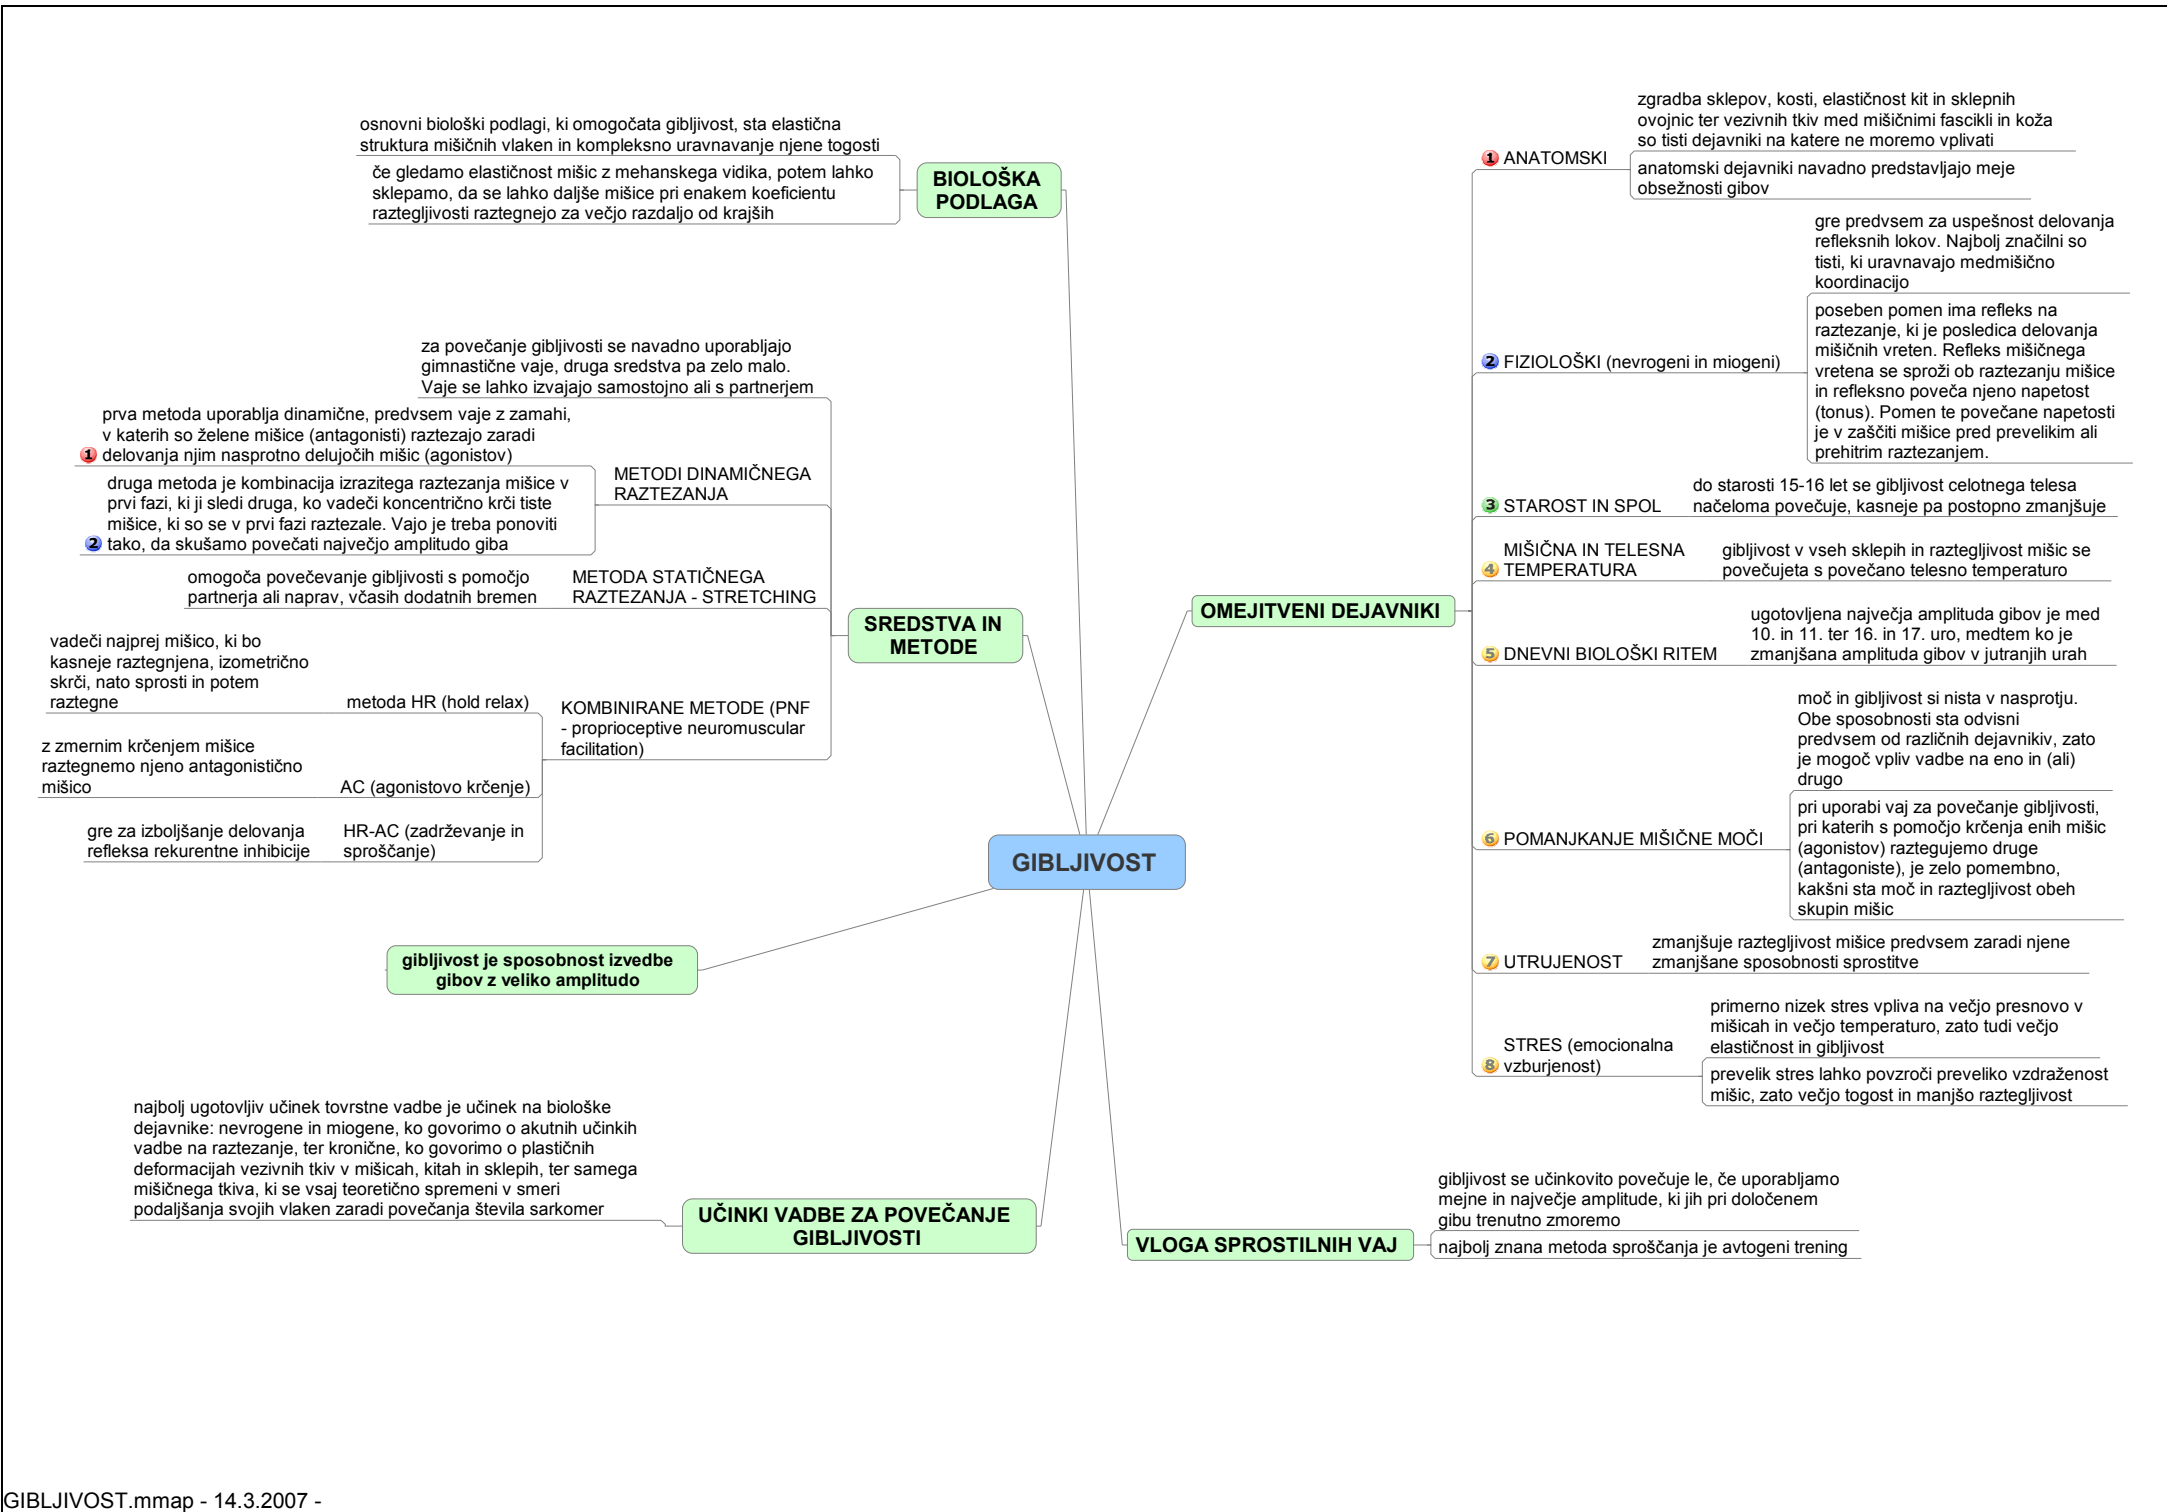 osnovni biološki podlagi, ki omogočata gibljivost, sta elastična
struktura mišičnih vlaken in kompleksno uravnavanje njene togosti
če gledamo elastičnost mišic z mehanskega vidika, potem lahko
sklepamo, da se lahko daljše mišice pri enakem koeficientu
raztegljivosti raztegnejo za večjo razdaljo od krajših
BIOLOŠKA
PODLAGA
za povečanje gibljivosti se navadno uporabljajo
gimnastične vaje, druga sredstva pa zelo malo.
Vaje se lahko izvajajo samostojno ali s partnerjem
prva metoda uporablja dinamične, predvsem vaje z zamahi,
v katerih so želene mišice (antagonisti) raztezajo zaradi
1 delovanja njim nasprotno delujočih mišic (agonistov)
druga metoda je kombinacija izrazitega raztezanja mišice v
prvi fazi, ki ji sledi druga, ko vadeči koncentrično krči tiste
mišice, ki so se v prvi fazi raztezale. Vajo je treba ponoviti
2 tako, da skušamo povečati največjo amplitudo giba
METODI DINAMIČNEGA
RAZTEZANJA
omogoča povečevanje gibljivosti s pomočjo
partnerja ali naprav, včasih dodatnih bremen
METODA STATIČNEGA
RAZTEZANJA - STRETCHING
SREDSTVA IN
METODE
vadeči najprej mišico, ki bo
kasneje raztegnjena, izometrično
skrči, nato sprosti in potem
raztegne
metoda HR (hold relax)
KOMBINIRANE METODE (PNF
- proprioceptive neuromuscular
facilitation)
z zmernim krčenjem mišice
raztegnemo njeno antagonistično
mišico
AC (agonistovo krčenje)
gre za izboljšanje delovanja
refleksa rekurentne inhibicije
HR-AC (zadrževanje in
sproščanje)
GIBLJIVOST
gibljivost je sposobnost izvedbe
gibov z veliko amplitudo
najbolj ugotovljiv učinek tovrstne vadbe je učinek na biološke
dejavnike: nevrogene in miogene, ko govorimo o akutnih učinkih
vadbe na raztezanje, ter kronične, ko govorimo o plastičnih
deformacijah vezivnih tkiv v mišicah, kitah in sklepih, ter samega
mišičnega tkiva, ki se vsaj teoretično spremeni v smeri
podaljšanja svojih vlaken zaradi povečanja števila sarkomer
UČINKI VADBE ZA POVEČANJE
GIBLJIVOSTI
OMEJITVENI DEJAVNIKI
1 ANATOMSKI
zgradba sklepov, kosti, elastičnost kit in sklepnih
ovojnic ter vezivnih tkiv med mišičnimi fascikli in koža
so tisti dejavniki na katere ne moremo vplivati
anatomski dejavniki navadno predstavljajo meje
obsežnosti gibov
2 FIZIOLOŠKI (nevrogeni in miogeni)
gre predvsem za uspešnost delovanja
refleksnih lokov. Najbolj značilni so
tisti, ki uravnavajo medmišično
koordinacijo
poseben pomen ima refleks na
raztezanje, ki je posledica delovanja
mišičnih vreten. Refleks mišičnega
vretena se sproži ob raztezanju mišice
in refleksno poveča njeno napetost
(tonus). Pomen te povečane napetosti
je v zaščiti mišice pred prevelikim ali
prehitrim raztezanjem.
3 STAROST IN SPOL
do starosti 15-16 let se gibljivost celotnega telesa
načeloma povečuje, kasneje pa postopno zmanjšuje
MIŠIČNA IN TELESNA
4 TEMPERATURA
gibljivost v vseh sklepih in raztegljivost mišic se
povečujeta s povečano telesno temperaturo
5 DNEVNI BIOLOŠKI RITEM
ugotovljena največja amplituda gibov je med
10. in 11. ter 16. in 17. uro, medtem ko je
zmanjšana amplituda gibov v jutranjih urah
6 POMANJKANJE MIŠIČNE MOČI
moč in gibljivost si nista v nasprotju.
Obe sposobnosti sta odvisni
predvsem od različnih dejavnikiv, zato
je mogoč vpliv vadbe na eno in (ali)
drugo
pri uporabi vaj za povečanje gibljivosti,
pri katerih s pomočjo krčenja enih mišic
(agonistov) raztegujemo druge
(antagoniste), je zelo pomembno,
kakšni sta moč in raztegljivost obeh
skupin mišic
7 UTRUJENOST
zmanjšuje raztegljivost mišice predvsem zaradi njene
zmanjšane sposobnosti sprostitve
STRES (emocionalna
8 vzburjenost)
primerno nizek stres vpliva na večjo presnovo v
mišicah in večjo temperaturo, zato tudi večjo
elastičnost in gibljivost
prevelik stres lahko povzroči preveliko vzdraženost
mišic, zato večjo togost in manjšo raztegljivost
VLOGA SPROSTILNIH VAJ
gibljivost se učinkovito povečuje le, če uporabljamo
mejne in največje amplitude, ki jih pri določenem
gibu trenutno zmoremo
najbolj znana metoda sproščanja je avtogeni trening
GIBLJIVOST.mmap - 14.3.2007 -